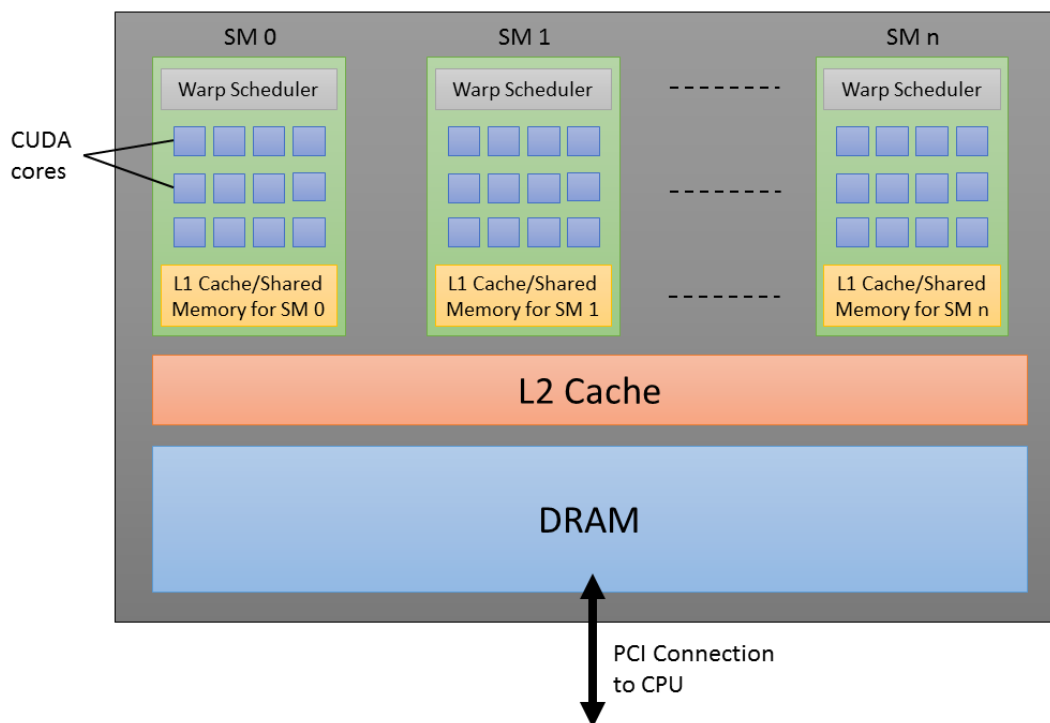 SM 0
SM 1
SM n
Warp Scheduler
Warp Scheduler
Warp Scheduler
CUDA
cores
L1 Cache/Shared
Memory for SM 0
L1 Cache/Shared
Memory for SM 1
L1 Cache/Shared
Memory for SM n
L2 Cache
DRAM
PCI Connection
to CPU